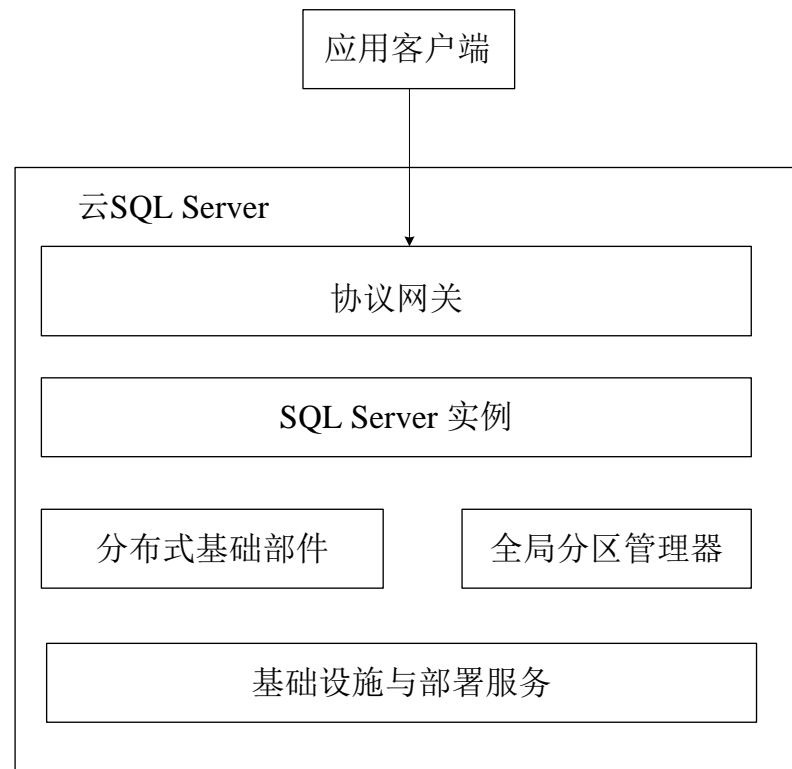 应用客户端
云SQL Server
协议网关
SQL Server 实例
分布式基础部件
全局分区管理器
基础设施与部署服务